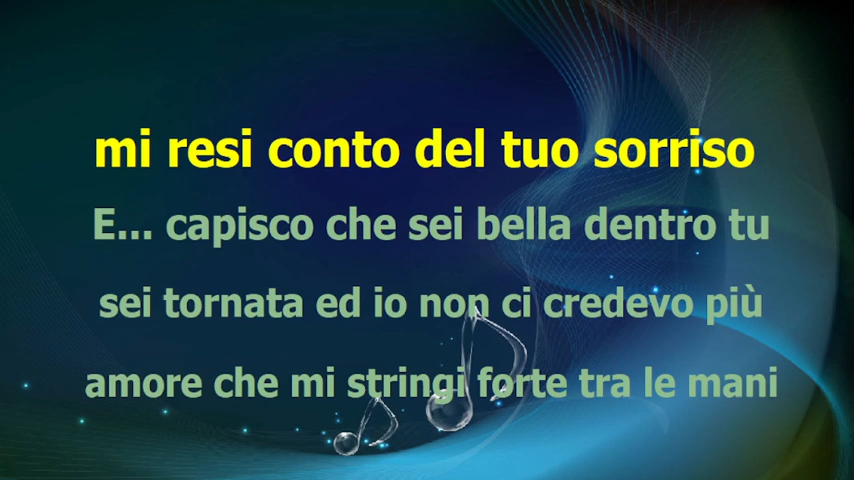 mi resi conto del tuo sorriso
E... capisco che sei bella dentro tu
sei tornata ed io non ci credevo più
amore che mi stringi forte tra le mani